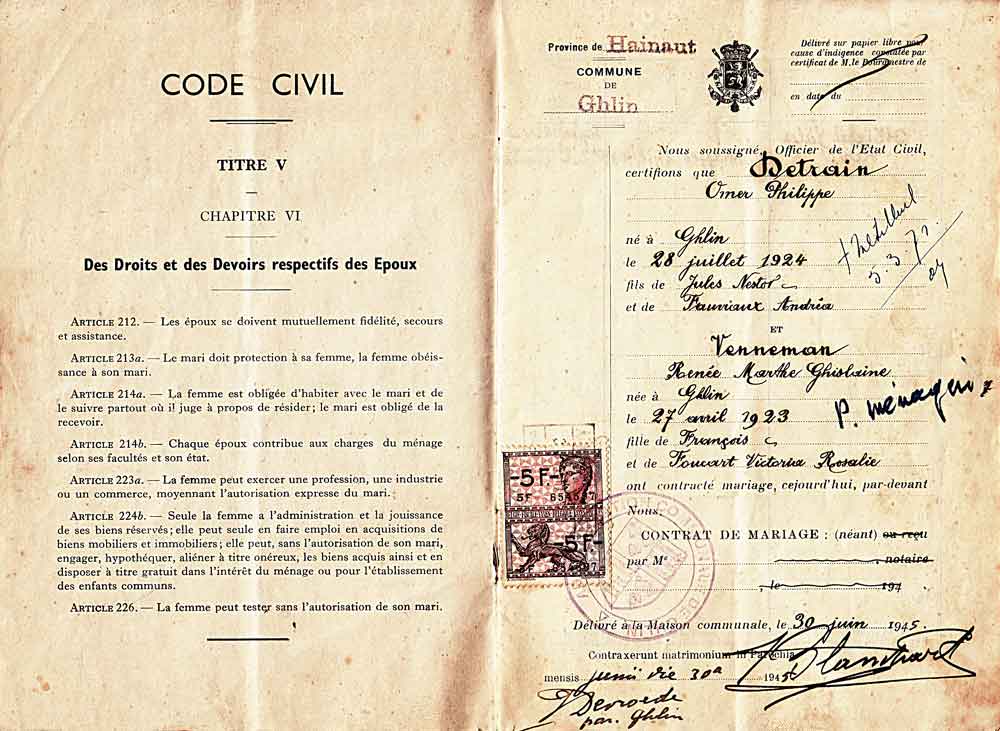 CODE CIVIL
TITRE V
CHAPITRE VI
Des Droits et des Devoirs respectifs des Epoux
ARTICLE 212. — Les époux se doivent mutuellement fidélité, secours
et assistance.
ARTICLE 213a. — Le mari doit protection à sa femme, la femme obéis-
sance à son mari.
ARTICLE 214a. — La femme est obligée d'habiter avec le mari et de
le suivre partout où il juge à propos de résider; le mari est obligé de la
recevoir.
ARTICLE 214b. — Chaque époux contribue aux charges du ménage
selon ses facultés et son état.
ARTICLE 223a. — La femme peut exercer une profession, une industrie
ou un commerce, moyennant l'autorisation expresse du mari.
ARTICLE 224b. — Seule la femme a l'administration et la jouissance
de ses biens réservés; elle peut seule en faire emploi en acquisitions de
biens mobiliers et immobiliers; elle peut, sans l'autorisation de son mari,
engager, hypothéquer, aliéner à titre onéreux, les biens acquis ainsi et en
disposer à titre gratuit dans l'intérêt du ménage ou pour l'établissement
des enfants communs.
ARTICLE 226. — La femme peut tester sans l'autorisation de son mari.
Province de Hainaut
COMMUNE
DE
Ghlin
Délivré sur papier libre pour
cause d'indigence constatée par
certificat de M. le Bourgmestre de
en date du
Nous soussigné, Officier de l'Etat Civil,
certifions que Detrain
Omer Philippe
né à Ghlin
le 28 juillet 1924
fils de Jules Nestor
et de Pauvriaux Andréa
ET
Venneman
Renée Marthe Ghislaine
née à Ghlin
le 27 avril 1923
fille de François
et de Foucart Victoria Rosalie
ont contracté mariage, cejourd'hui, par-devant
Nous.
CONTRAT DE MARIAGE : (néant) ou reçu
par Me , notaire
, le 194 .
Délivré à la Maison communale, le 30 juin 1945.
Contraxerunt matrimonium in Parochia
mensis junii die 30a 1945
Devroede
par. Ghlin
-5 F.-
5F
-5 F.-